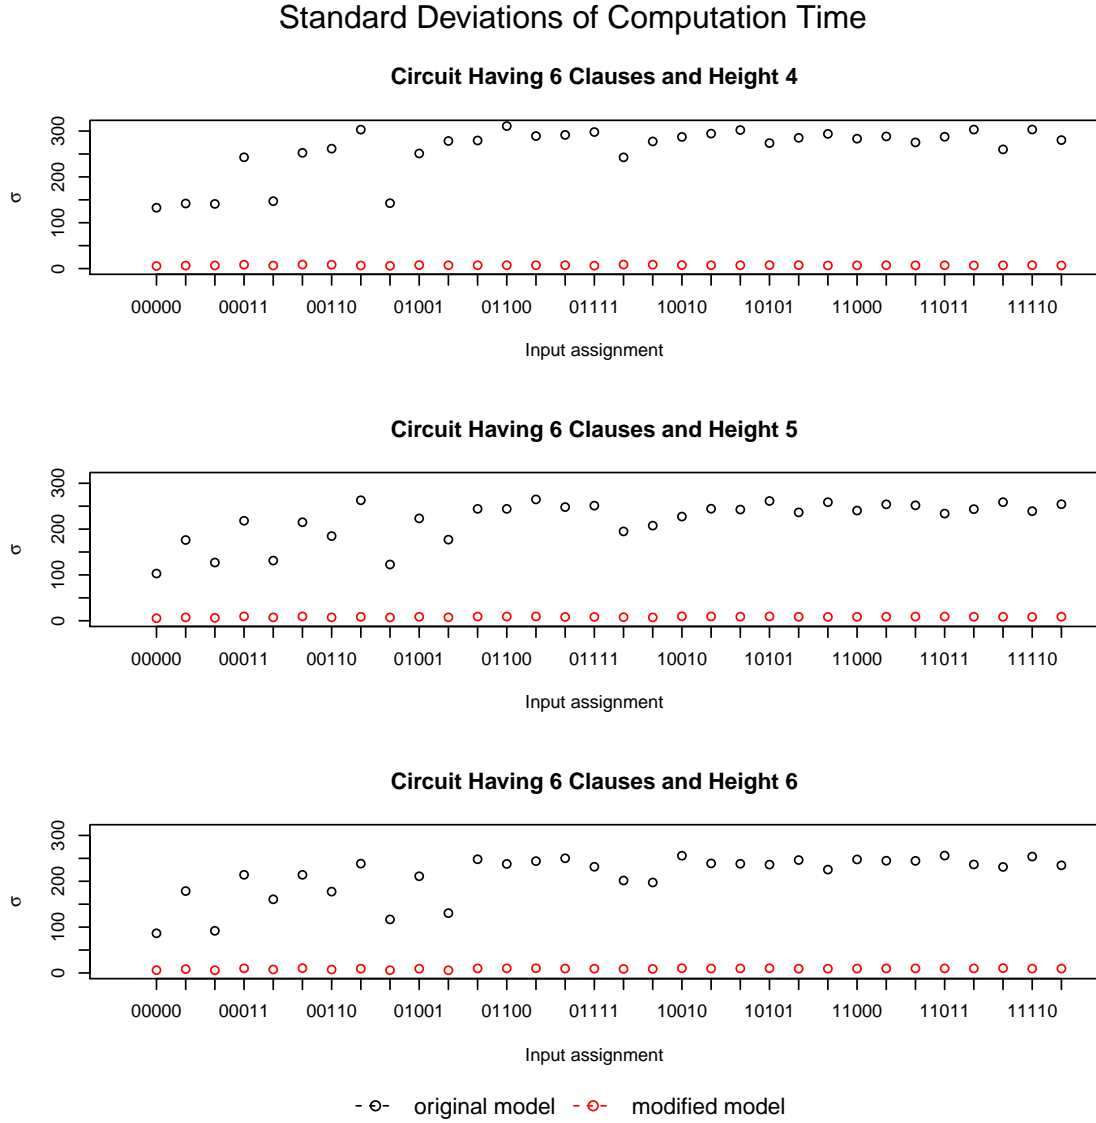 Standard Deviations of Computation Time
Circuit Having 6 Clauses and Height 4
σ
300
200
100
0
00000 00011 00110 01001 01100 01111 10010 10101 11000 11011 11110
Input assignment
Circuit Having 6 Clauses and Height 5
σ
300
200
100
0
00000 00011 00110 01001 01100 01111 10010 10101 11000 11011 11110
Input assignment
Circuit Having 6 Clauses and Height 6
σ
300
200
100
0
00000 00011 00110 01001 01100 01111 10010 10101 11000 11011 11110
Input assignment
original model modified model